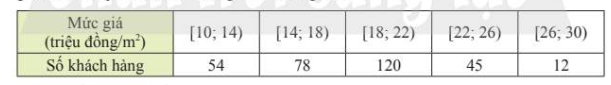 Mức giá
(triệu đồng/m²) [10; 14) [14; 18) [18; 22) [22; 26) [26; 30)
Số khách hàng 54 78 120 45 12